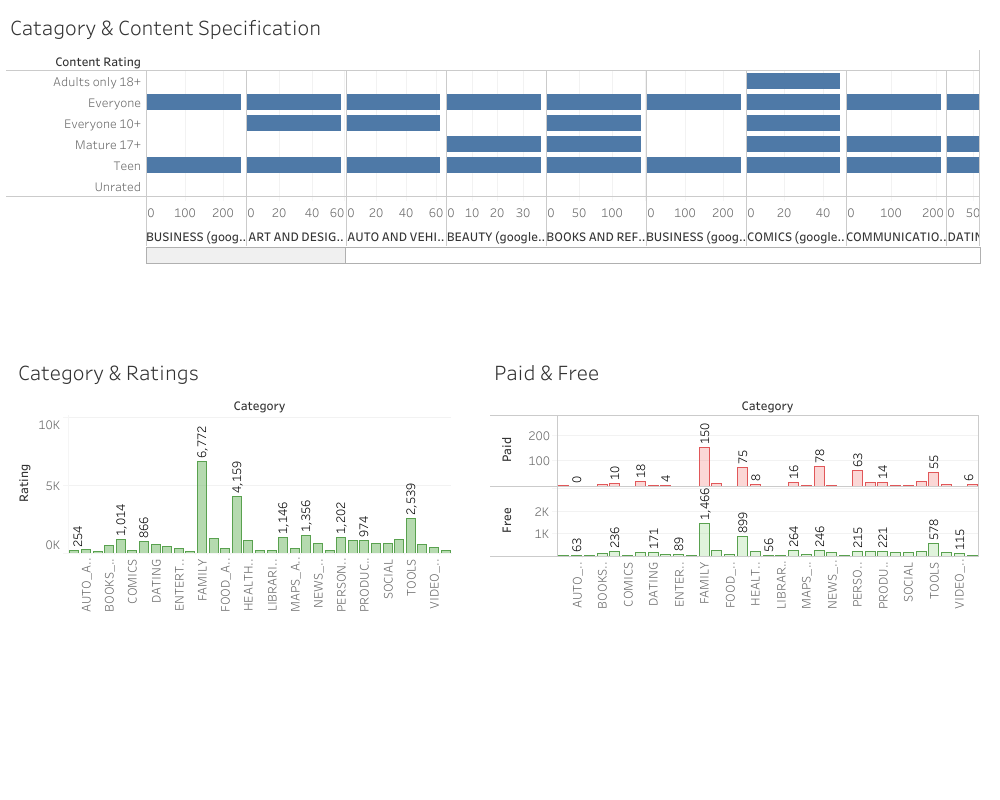 Catagory & Content Specification
Content Rating
Adults only 18+
Everyone
Everyone 10+
Mature 17+
Teen
Unrated
0 100 200 0 20 40 60 0 20 40 60 0 10 20 30 0 50 100 0 100 200 0 20 40 0 100 200 0 50
BUSINESS (goog.. ART AND DESIG.. AUTO AND VEHI.. BEAUTY (google.. BOOKS AND REF.. BUSINESS (goog.. COMICS (google.. COMMUNICATIO.. DATIN
Category & Ratings
Category
Rating
10K
5K
0K
254
1,014
866
6,772
4,159
1,146
1,356
1,202
974
2,539
AUTO_A..
BOOKS_..
COMICS
DATING
ENTERT..
FAMILY
FOOD_A..
HEALTH..
LIBRARI..
MAPS_A..
NEWS_..
PERSON..
PRODUC..
SOCIAL
TOOLS
VIDEO_..
Paid & Free
Category
Paid
200
100
0
10
18
4
150
75
8
16
78
63
14
55
6
Free
2K
1K
63
236
171
89
1,466
899
56
264
246
215
221
578
115
AUTO_..
BOOKS..
COMICS
DATING
ENTER..
FAMILY
FOOD_..
HEALT..
LIBRAR..
MAPS_..
NEWS_..
PERSO..
PRODU..
SOCIAL
TOOLS
VIDEO_..